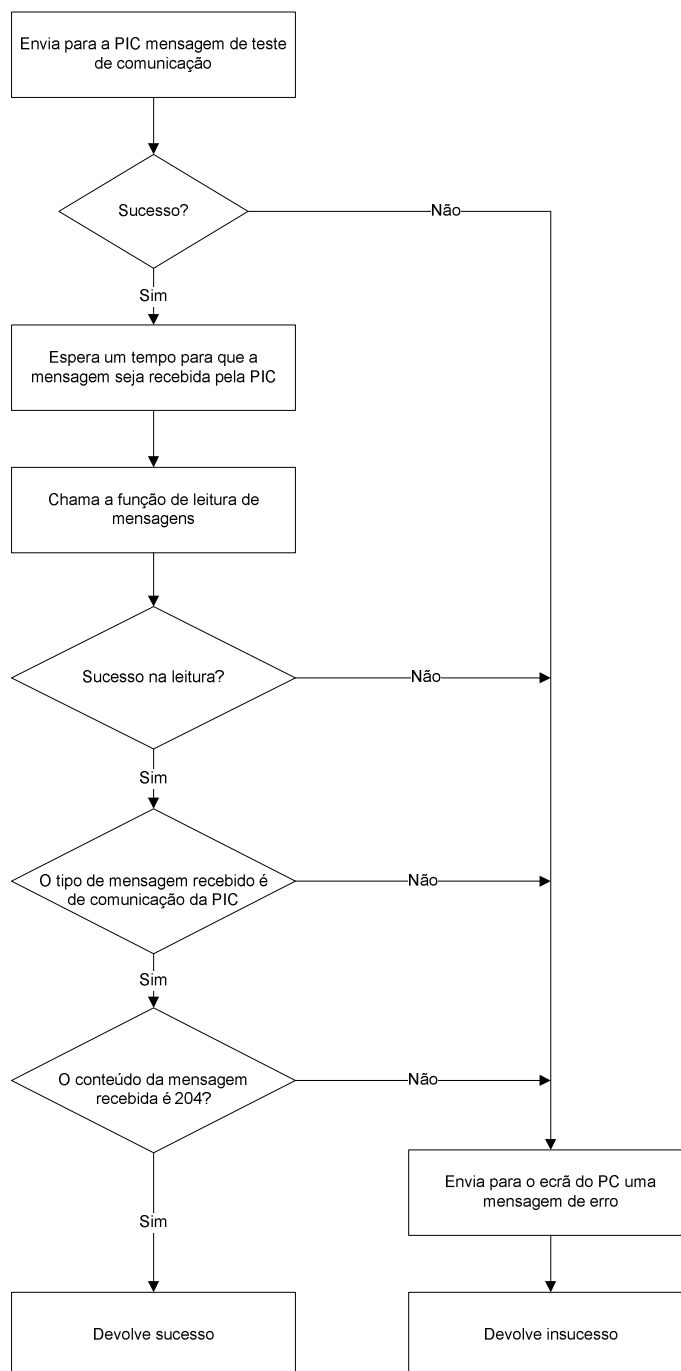 Envia para a PIC mensagem de teste
de comunicação
Sucesso?
Não
Sim
Espera um tempo para que a
mensagem seja recebida pela PIC
Chama a função de leitura de
mensagens
Sucesso na leitura?
Não
Sim
O tipo de mensagem recebido é
de comunicação da PIC
Não
Sim
O conteúdo da mensagem
recebida é 204?
Não
Envia para o ecrã do PC uma
mensagem de erro
Sim
Devolve sucesso
Devolve insucesso